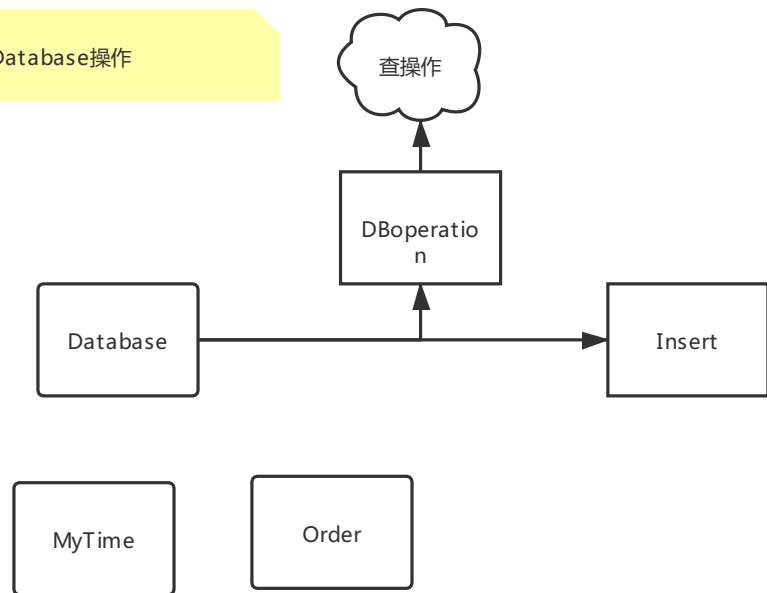 Database操作
查操作
DBoperatio
n
Database
Insert
MyTime
Order